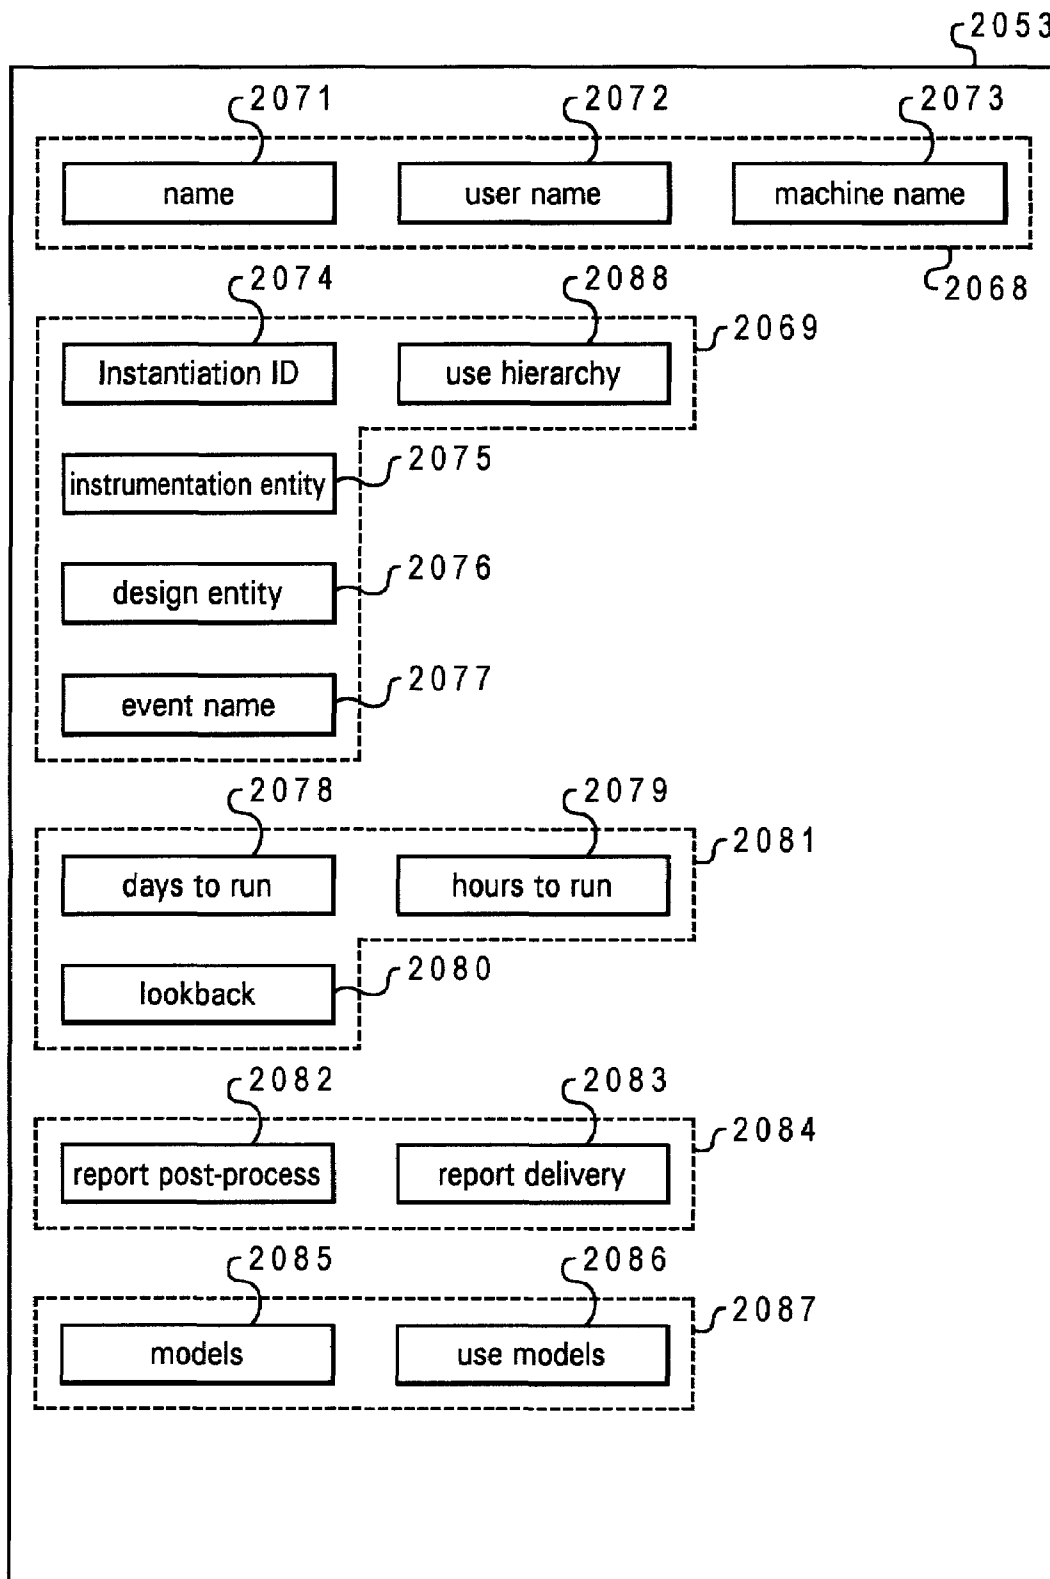 2053
2071 2072 2073
name user name machine name
2068
2074 2088
2069
Instantiation ID use hierarchy
2075
instrumentation entity
2076
design entity
2077
event name
2078 2079
2081
days to run hours to run
2080
lookback
2082 2083
2084
report post-process report delivery
2085 2086
2087
models use models